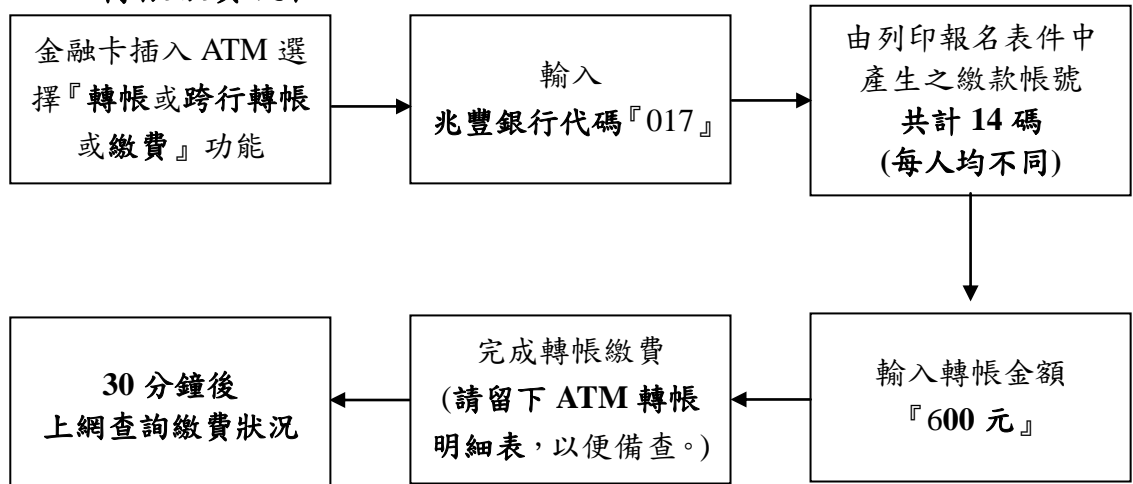 金融卡插入 ATM 選
擇『轉帳或跨行轉帳
或繳費』功能
輸入
兆豐銀行代碼『017』
由列印報名表件中
產生之繳款帳號
共計 14 碼
(每人均不同)
輸入轉帳金額
『600 元』
完成轉帳繳費
(請留下 ATM 轉帳
明細表，以便備查。)
30 分鐘後
上網查詢繳費狀況